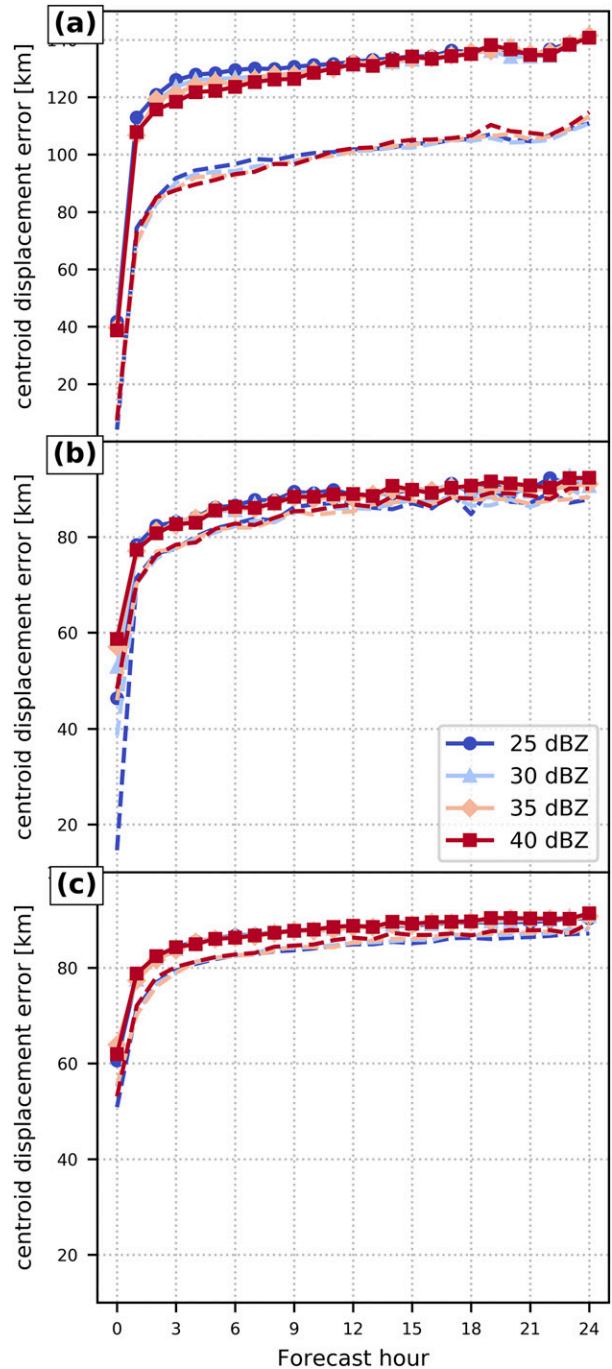 (a)
140
120
100
80
60
40
20
centroid displacement error [km]
(b)
80
60
40
20
centroid displacement error [km]
25 dBZ
30 dBZ
35 dBZ
40 dBZ
(c)
80
60
40
20
centroid displacement error [km]
0 3 6 9 12 15 18 21 24
Forecast hour